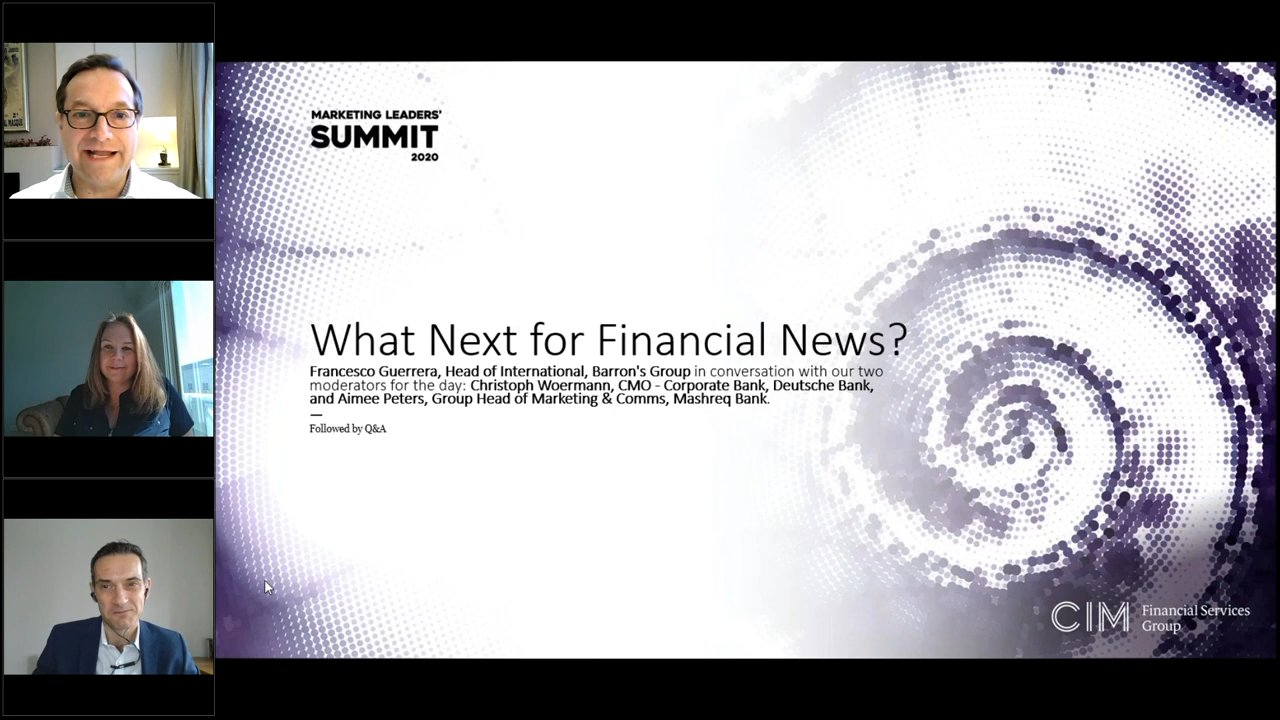 MARKETING LEADERS'
SUMMIT
2020
What Next for Financial News?
Francesco Guerrera, Head of International, Barron's Group in conversation with our two
moderators for the day: Christoph Woermann, CMO - Corporate Bank, Deutsche Bank,
and Aimee Peters, Group Head of Marketing & Comms, Mashreq Bank.
—
Followed by Q&A
CIM Financial Services
Group